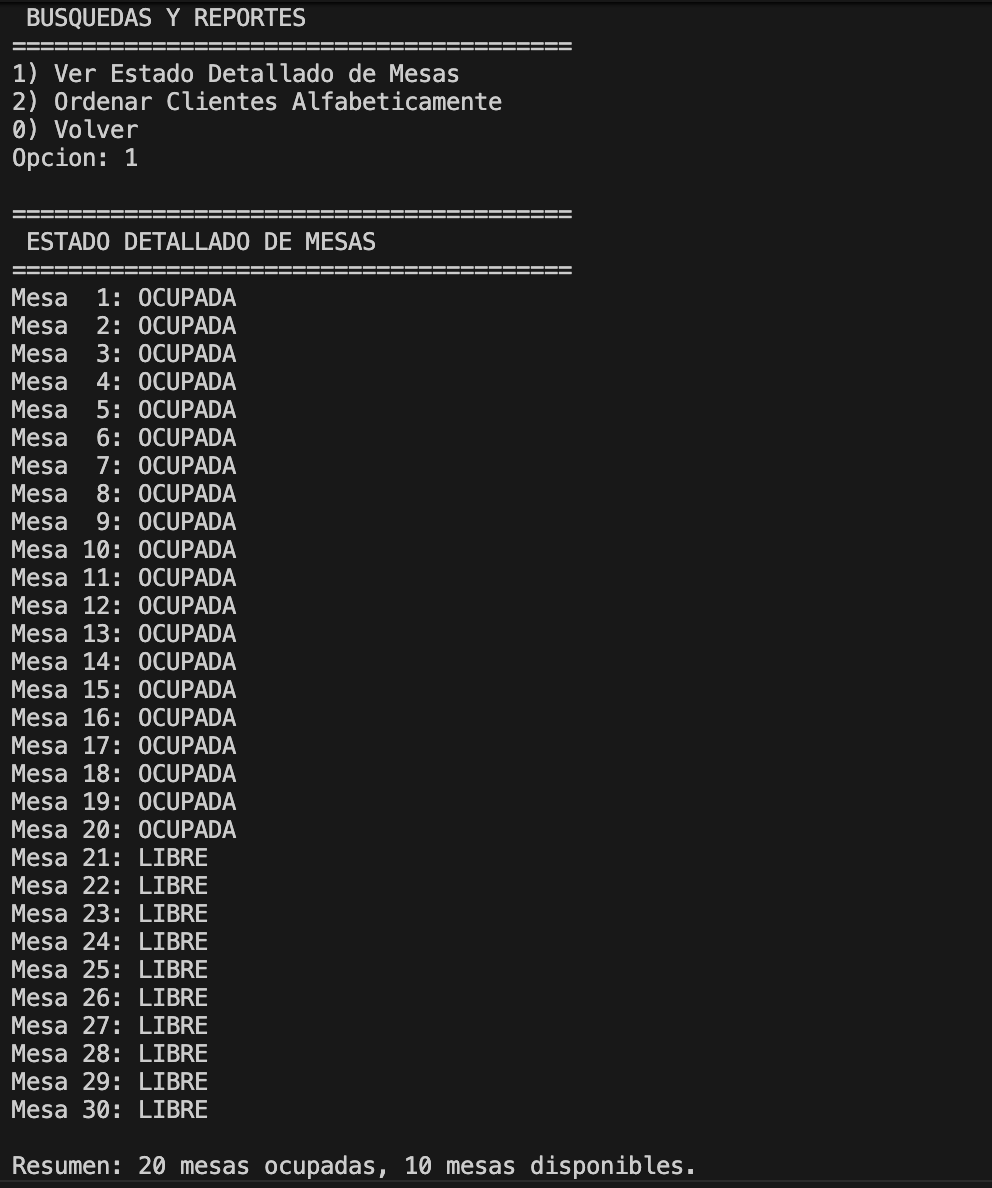 BUSQUEDAS Y REPORTES
========================================
1) Ver Estado Detallado de Mesas
2) Ordenar Clientes Alfabeticamente
0) Volver
Opcion: 1
========================================
ESTADO DETALLADO DE MESAS
========================================
Mesa  1: OCUPADA
Mesa  2: OCUPADA
Mesa  3: OCUPADA
Mesa  4: OCUPADA
Mesa  5: OCUPADA
Mesa  6: OCUPADA
Mesa  7: OCUPADA
Mesa  8: OCUPADA
Mesa  9: OCUPADA
Mesa 10: OCUPADA
Mesa 11: OCUPADA
Mesa 12: OCUPADA
Mesa 13: OCUPADA
Mesa 14: OCUPADA
Mesa 15: OCUPADA
Mesa 16: OCUPADA
Mesa 17: OCUPADA
Mesa 18: OCUPADA
Mesa 19: OCUPADA
Mesa 20: OCUPADA
Mesa 21: LIBRE
Mesa 22: LIBRE
Mesa 23: LIBRE
Mesa 24: LIBRE
Mesa 25: LIBRE
Mesa 26: LIBRE
Mesa 27: LIBRE
Mesa 28: LIBRE
Mesa 29: LIBRE
Mesa 30: LIBRE
Resumen: 20 mesas ocupadas, 10 mesas disponibles.